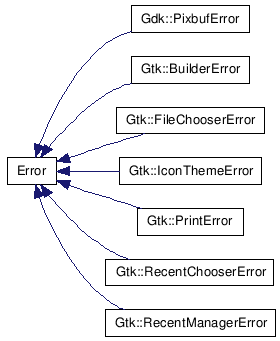 Gdk::PixbufError
Gtk::BuilderError
Gtk::FileChooserError
Error
Gtk::IconThemeError
Gtk::PrintError
Gtk::RecentChooserError
Gtk::RecentManagerError